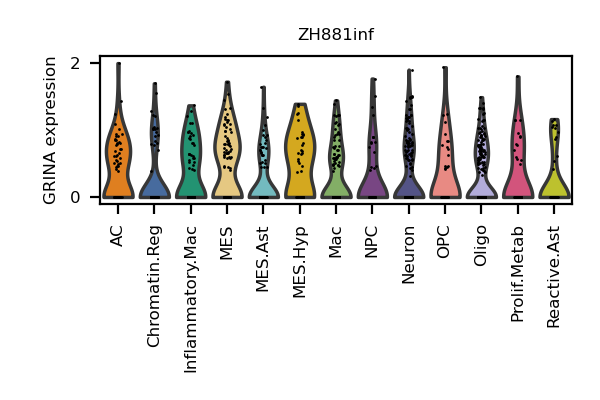 ZH881inf
GRINA expression
2
0
AC
Chromatin.Reg
Inflammatory.Mac
MES
MES.Ast
MES.Hyp
Mac
NPC
Neuron
OPC
Oligo
Prolif.Metab
Reactive.Ast